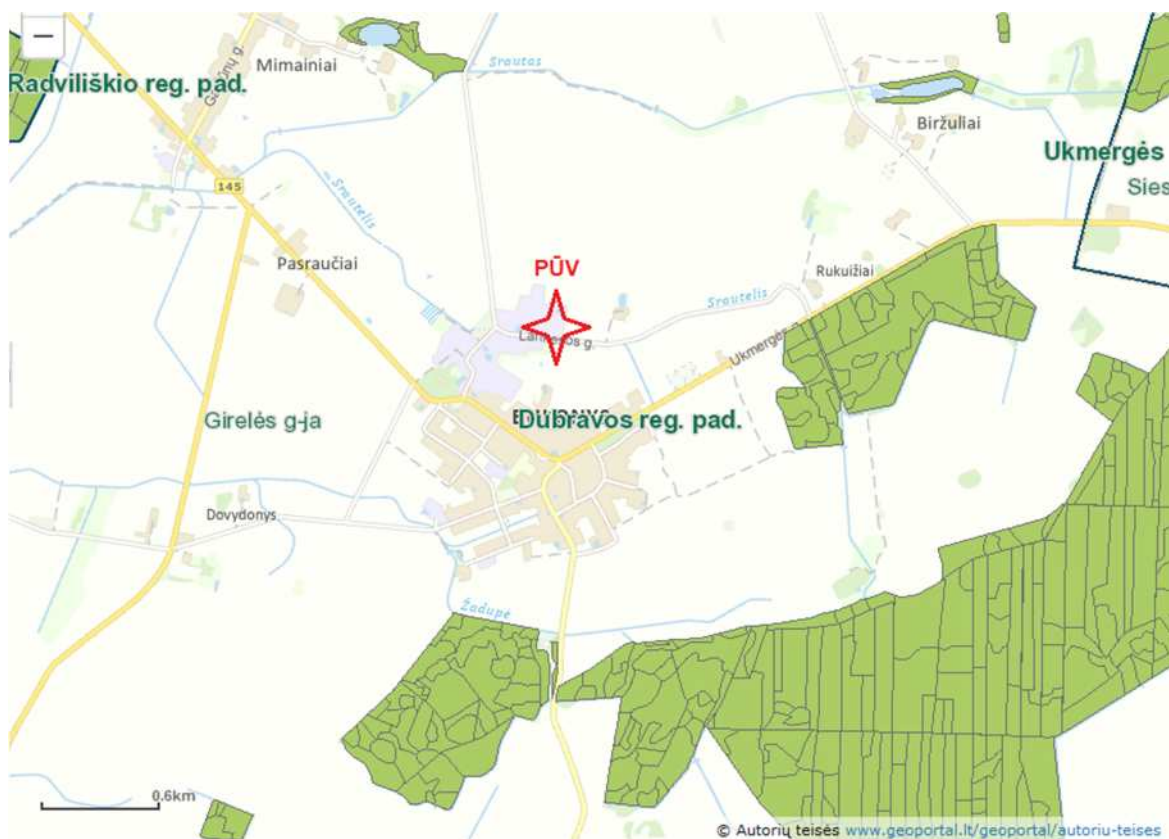 Mimainiai
Srautas
Radviliškio reg. pad.
Biržuliai
Ukmergės
Sies
145
Srautelis
Pasraučiai
PŪV
Rukuižiai
Srautelis
Ukmergės g.
Girelės g-ja
Dubravos reg. pad.
Dovydonys
Žadupė
0.6km
© Autorių teisės www.geoportal.lt/geoportal/autoriu-teises